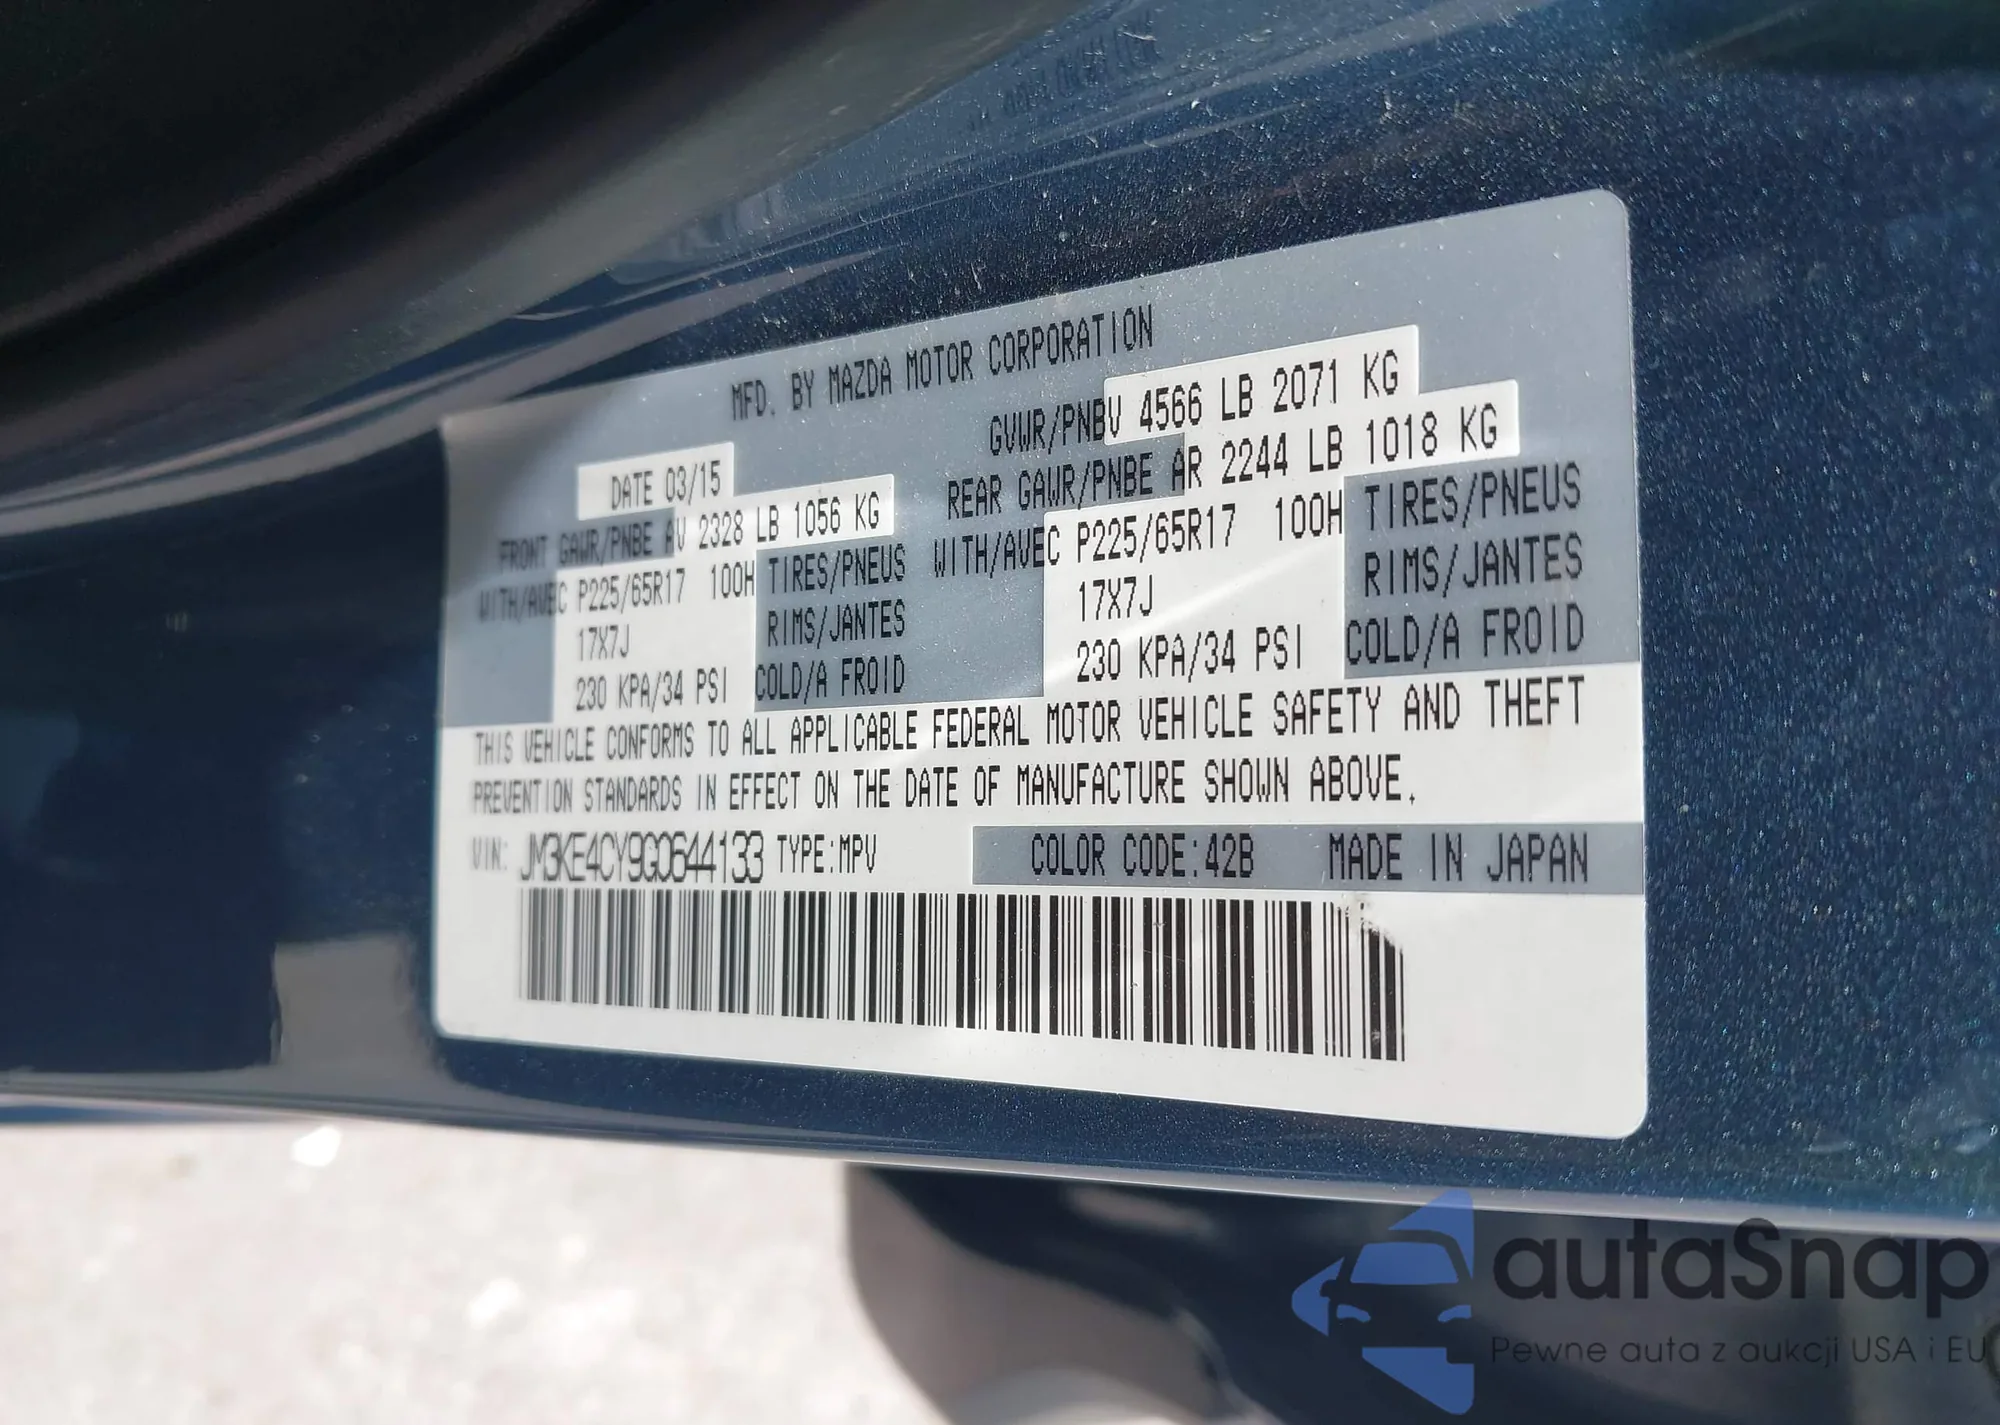 MFD. BY MAZDA MOTOR CORPORATION
DATE 03/15 GVWR/PNBV 4566 LB 2071 KG
FRONT GAWR/PNBE AV 2328 LB 1056 KG REAR GAWR/PNBE AR 2244 LB 1018 KG
WITH/AVEC P225/65R17 100H TIRES/PNEUS WITH/AVEC P225/65R17 100H TIRES/PNEUS
17X7J RIMS/JANTES 17X7J RIMS/JANTES
230 KPA/34 PSI COLD/A FROID 230 KPA/34 PSI COLD/A FROID
THIS VEHICLE CONFORMS TO ALL APPLICABLE FEDERAL MOTOR VEHICLE SAFETY AND THEFT
PREVENTION STANDARDS IN EFFECT ON THE DATE OF MANUFACTURE SHOWN ABOVE.
VIN: JM3KE4CY9G0644133 TYPE:MPV COLOR CODE:42B MADE IN JAPAN
autaSnap
Pewne auta z aukcji USA i EU